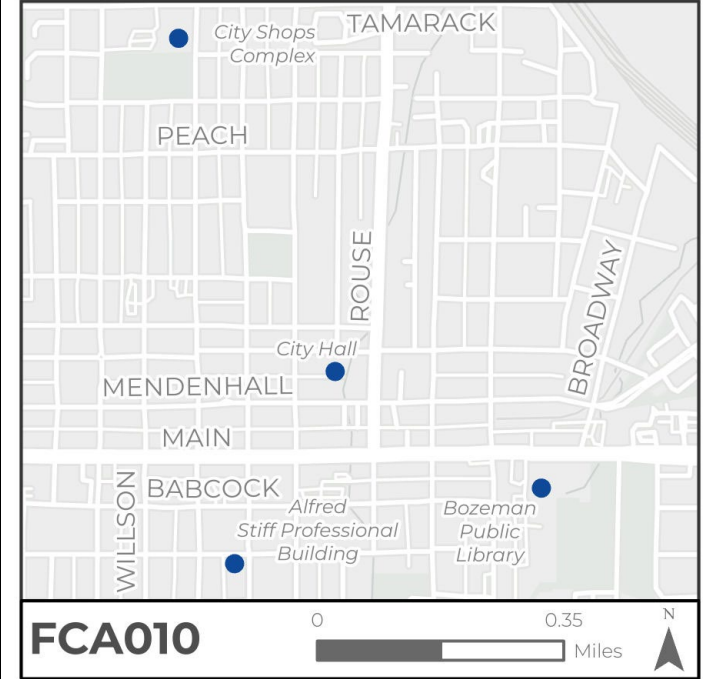 TAMARACK
City Shops
Complex
PEACH
ROUSE
BROADWAY
City Hall
MENDENHALL
MAIN
BABCOCK
WILLSON
Alfred
Stiff Professional
Building
Bozeman
Public
Library
FCA010
0
0.35
Miles
N